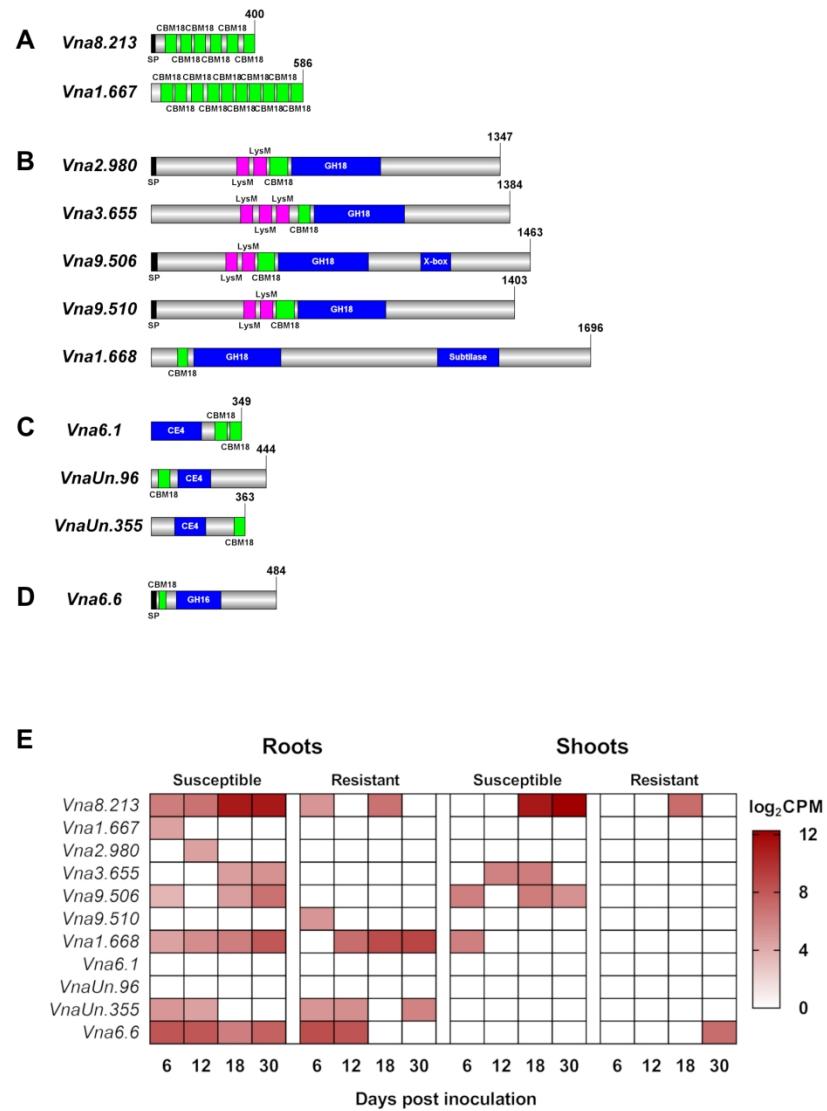 A
400
CBM18 CBM18 CBM18
Vna8.213
SP CBM18 CBM18 CBM18 CBM18
586
CBM18 CBM18 CBM18 CBM18 CBM18
Vna1.667
CBM18 CBM18 CBM18 CBM18 CBM18
B
1347
LysM
Vna2.980 GH18
SP LysM CBM18
1384
LysM LysM
Vna3.655 GH18
LysM CBM18
1463
LysM
Vna9.506 GH18 X-box
SP LysM CBM18
1403
LysM
Vna9.510 GH18
SP LysM CBM18
1696
Vna1.668 GH18 Subtilase
CBM18
C
349
CBM18
Vna6.1 CE4
CBM18
444
VnaUn.96 CE4
CBM18
363
VnaUn.355 CE4
CBM18
D
484
CBM18
Vna6.6 GH16
SP
E
Roots Shoots
Susceptible Resistant Susceptible Resistant
log2CPM
Vna8.213
Vna1.667
Vna2.980
Vna3.655
Vna9.506
Vna9.510
Vna1.668
Vna6.1
VnaUn.96
VnaUn.355
Vna6.6
12
8
4
0
6 12 18 30 6 12 18 30 6 12 18 30 6 12 18 30
Days post inoculation